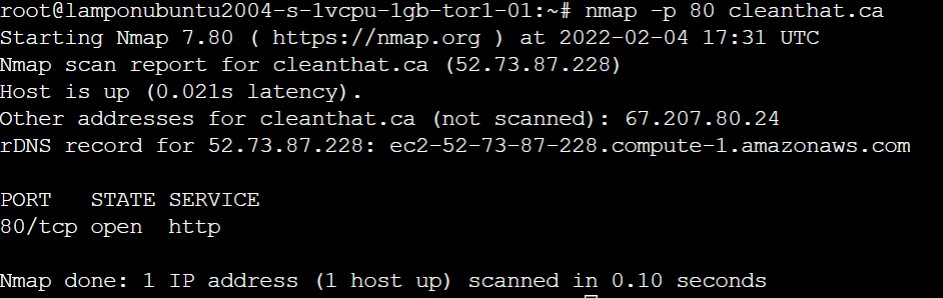 root@lamponubuntu2004-s-1vcpu-1gb-tor1-01:~# nmap -p 80 cleanthat.ca
Starting Nmap 7.80 ( https://nmap.org ) at 2022-02-04 17:31 UTC
Nmap scan report for cleanthat.ca (52.73.87.228)
Host is up (0.021s latency).
Other addresses for cleanthat.ca (not scanned): 67.207.80.24
rDNS record for 52.73.87.228: ec2-52-73-87-228.compute-1.amazonaws.com
PORT   STATE SERVICE
80/tcp open  http
Nmap done: 1 IP address (1 host up) scanned in 0.10 seconds